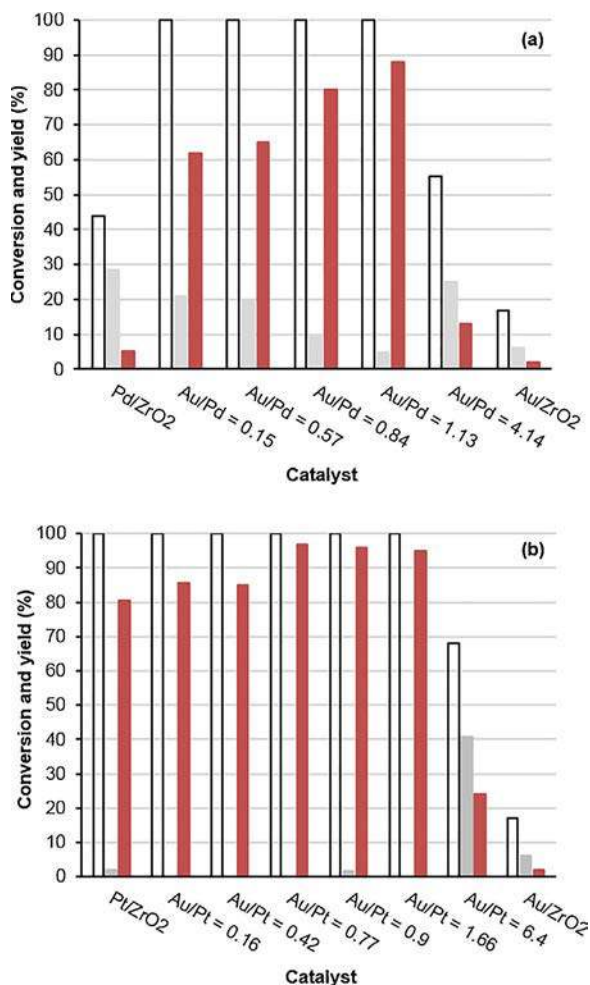 (a)
Conversion and yield (%)
100
90
80
70
60
50
40
30
20
10
0
Pd/ZrO2
Au/Pd = 0.15
Au/Pd = 0.57
Au/Pd = 0.84
Au/Pd = 1.13
Au/Pd = 4.14
Au/ZrO2
Catalyst
(b)
Conversion and yield (%)
100
90
80
70
60
50
40
30
20
10
0
Pt/ZrO2
Au/Pt = 0.16
Au/Pt = 0.42
Au/Pt = 0.77
Au/Pt = 0.9
Au/Pt = 1.66
Au/Pt = 6.4
Au/ZrO2
Catalyst